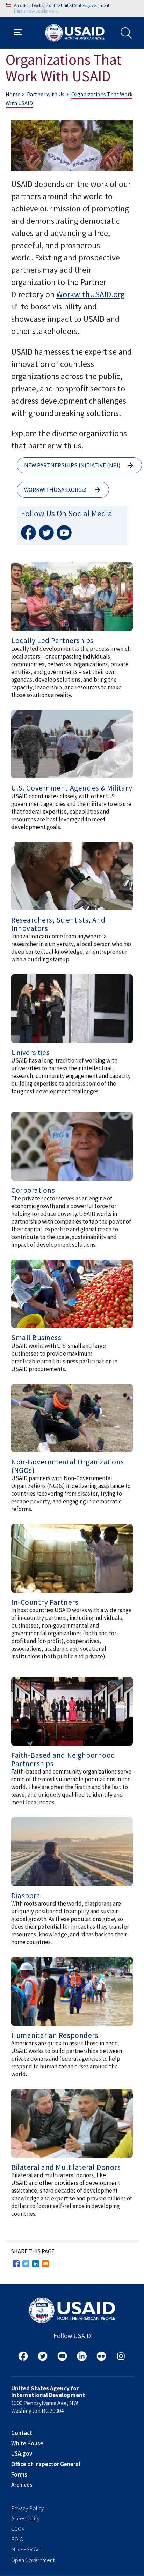 An official website of the United States government
Here's how you know
USAID
FROM THE AMERICAN PEOPLE
Organizations That
Work With USAID
Home > Partner with Us > Organizations That Work
With USAID
USAID depends on the work of our
partners around the world to
achieve our mission of promoting
and demonstrating democratic
values abroad and advancing a free,
peaceful, and prosperous
world. Existing and prospective
partners may add their
organization to the Partner
Directory on WorkwithUSAID.org
to boost visibility and
showcase impact to USAID and
other stakeholders.
USAID harnesses the expertise and
innovation of countless
organizations across the public,
private, and nonprofit sectors to
address development needs with
groundbreaking solutions.
Explore the diverse organizations
that partner with us.
NEW PARTNERSHIPS INITIATIVE (NPI)
WORKWITHUSAID.ORG
Follow Us On Social Media
Locally Led Partnerships
Locally led development is the process in which
local actors – encompassing individuals,
communities, networks, organizations, private
entities, and governments – set their own
agendas, develop solutions, and bring the
capacity, leadership, and resources to make
those solutions a reality.
U.S. Government Agencies & Military
USAID coordinates closely with other U.S.
government agencies and the military to ensure
that federal expertise, capabilities and
resources are best leveraged to meet
development goals.
Researchers, Scientists, And
Innovators
Innovation can come from anywhere: a
researcher in a university, a local person who has
deep contextual knowledge, an entrepreneur
with a budding startup.
Universities
USAID has a long-tradition of working with
universities to harness their intellectual,
research, community engagement and capacity
building expertise to address some of the
toughest development challenges.
Corporations
The private sector serves as an engine of
economic growth and a powerful force for
helping to reduce poverty. USAID works in
partnership with companies to tap the power of
their capital, expertise and global reach to
contribute to the scale, sustainability and
impact of development initiatives.
Small Business
USAID works with U.S. small and large
businesses to provide maximum
practicable small business participation in
USAID procurements.
Non-Governmental Organizations
(NGOs)
USAID partners with Non-Governmental
Organizations (NGOs) in delivering assistance to
countries recovering from disaster, trying to
escape poverty, and engaging in democratic
reforms.
In-Country Partners
In host countries USAID works with a wide range
of in-country partners, including individuals,
businesses, non-governmental and
governmental organizations (both not-for-
profit and for-profit), cooperatives,
associations, academic and vocational
institutions (both public and private).
Faith-Based and Neighborhood
Partnerships
Faith-based and community organizations serve
some of the most vulnerable populations in the
world. They are often the first in and the last to
leave, and uniquely qualified to identify and
meet local needs.
Diaspora
With roots around the world, diasporans are
uniquely positioned to amplify and sustain
global growth. As these populations grow, so
does their potential for impact as they transfer
resources, knowledge, and ideas back to their
home countries.
Humanitarian Responders
Americans are quick to assist those in need.
USAID works to build partnerships between
private donors and federal agencies to help
respond to humanitarian crises around the
world.
Bilateral and Multilateral Donors
Bilateral and multilateral donors, like
USAID and other providers of development
assistance, share decades of development
knowledge and expertise and provide billions of
dollars to foster self-reliance in developing
countries.
SHARE THIS PAGE
USAID
FROM THE AMERICAN PEOPLE
Follow USAID
United States Agency for
International Development
1300 Pennsylvania Ave, NW
Washington DC 20004
Contact
White House
USA.gov
Office of Inspector General
Forms
Archives
Privacy Policy
Accessibility
EGOV
FOIA
No FEAR Act
Open Government